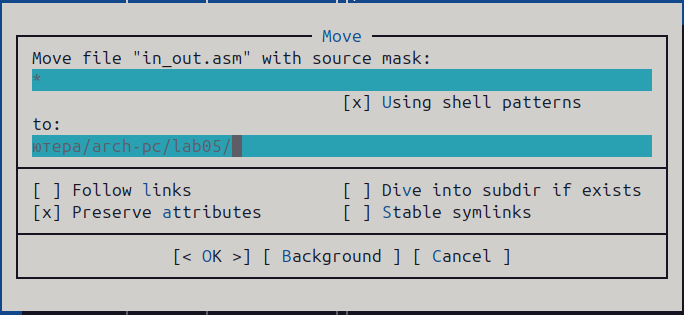 Move
Move file "in_out.asm" with source mask:
*
[x] Using shell patterns
to:
ютера/arch-pc/lab05/
[ ] Follow links [ ] Dive into subdir if exists
[x] Preserve attributes [ ] Stable symlinks
[< OK >] [ Background ] [ Cancel ]